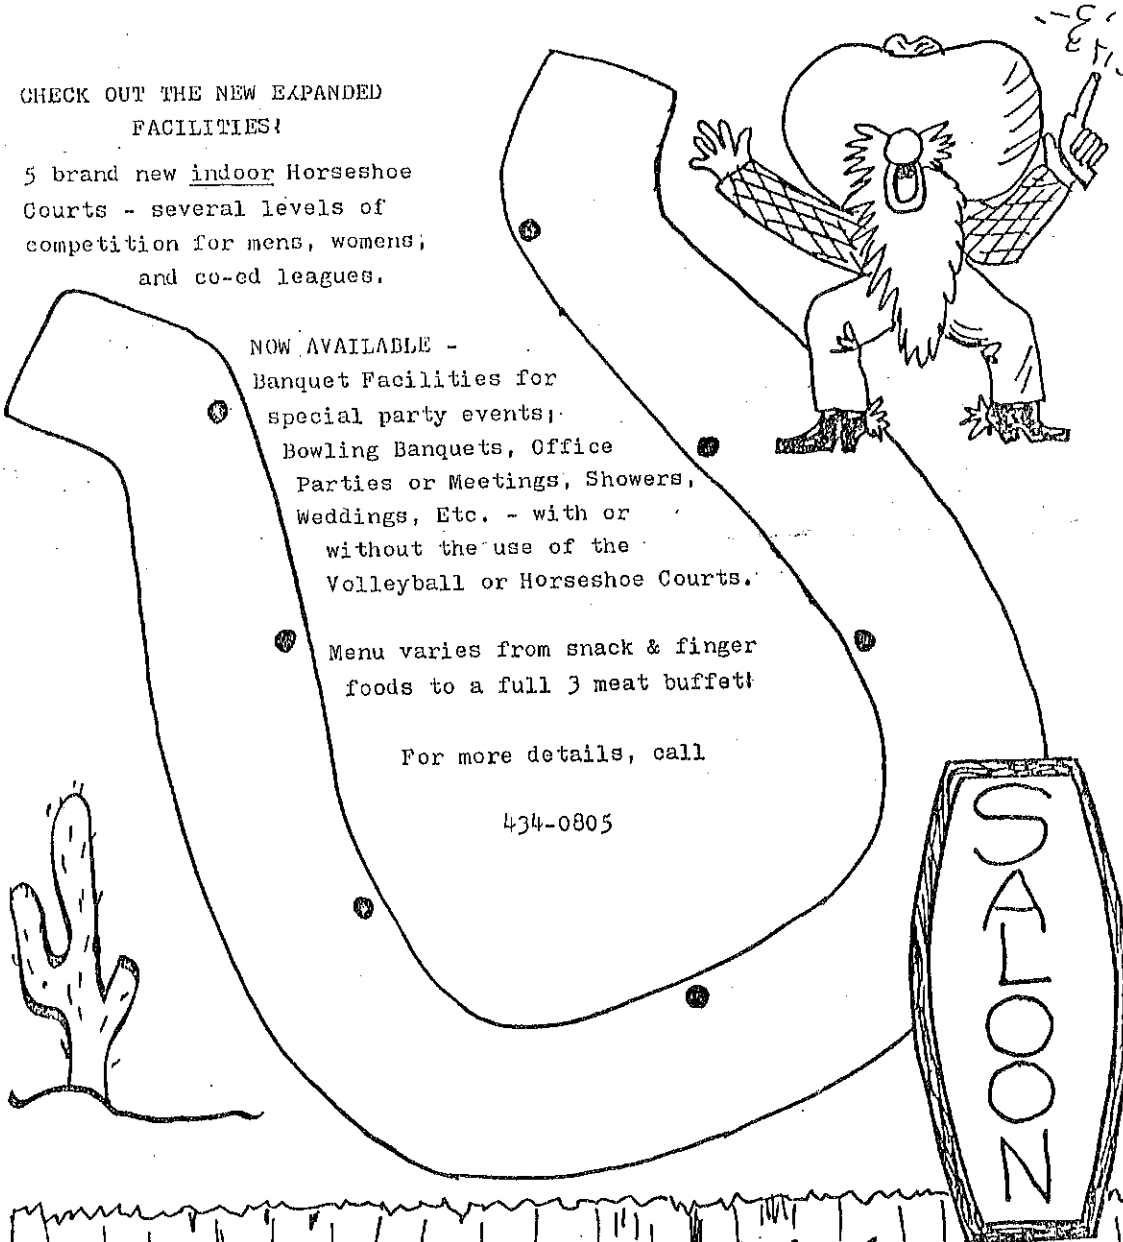 CHECK OUT THE NEW EXPANDED
FACILITIES!
5 brand new indoor Horseshoe
Courts - several levels of
competition for mens, womens,
and co-ed leagues.
NOW AVAILABLE -
Banquet Facilities for
special party events;
Bowling Banquets, Office
Parties or Meetings, Showers,
Weddings, Etc. - with or
without the use of the
Volleyball or Horseshoe Courts.
Menu varies from snack & finger
foods to a full 3 meat buffet!
For more details, call
434-0805
SALOON